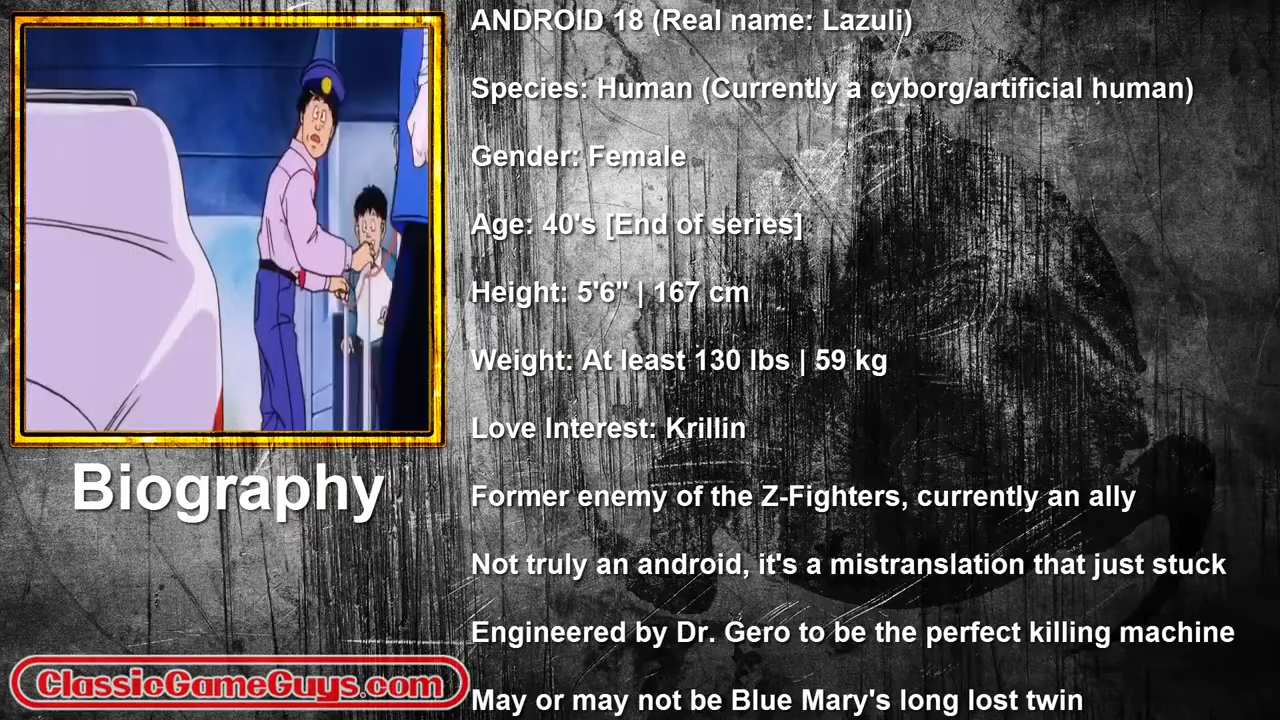 ANDROID 18 (Real name: Lazuli)
Species: Human (Currently a cyborg/artificial human)
Gender: Female
Age: 40's [End of series]
Height: 5'6" | 167 cm
Weight: At least 130 lbs | 59 kg
Love Interest: Krillin
Former enemy of the Z-Fighters, currently an ally
Not truly an android, it's a mistranslation that just stuck
Engineered by Dr. Gero to be the perfect killing machine
May or may not be Blue Mary's long lost twin
Biography
ClassicGameGuys.com